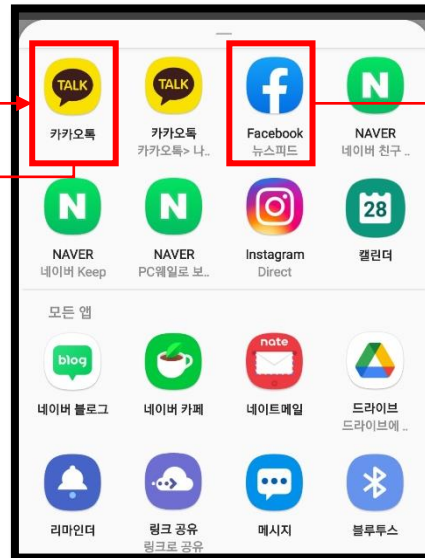 TALK TALK f N
카카오톡 카카오톡 Facebook NAVER
카카오톡> 나.. 뉴스피드 네이버 친구 ..
N N 28
NAVER NAVER Instagram 캘린더
네이버 Keep PC웨일로 보.. Direct
모든 앱
blog nate
네이버 블로그 네이버 카페 네이트메일 드라이브
드라이브에 ..
리마인더 링크 공유 메시지 블루투스
링크로 공유